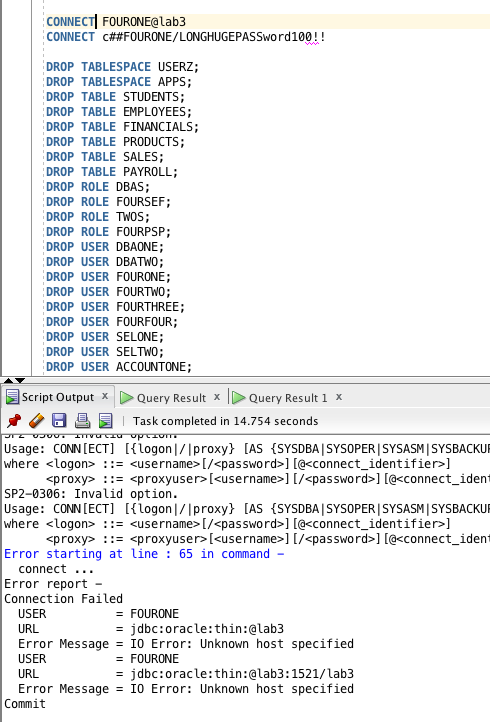 CONNECT FOURONE@lab3
CONNECT c##FOURONE/LONGHUGEPASSword100!!
DROP TABLESPACE USERZ;
DROP TABLESPACE APPS;
DROP TABLE STUDENTS;
DROP TABLE EMPLOYEES;
DROP TABLE FINANCIALS;
DROP TABLE PRODUCTS;
DROP TABLE SALES;
DROP TABLE PAYROLL;
DROP ROLE DBAS;
DROP ROLE FOURSEF;
DROP ROLE TWOS;
DROP ROLE FOURPSP;
DROP USER DBAONE;
DROP USER DBATWO;
DROP USER FOURONE;
DROP USER FOURTWO;
DROP USER FOURTHREE;
DROP USER FOURFOUR;
DROP USER SELONE;
DROP USER SELTWO;
DROP USER ACCOUNTONE;
Script Output x Query Result x Query Result 1 x
Task completed in 14.754 seconds
SP2-0306: Invalid option.
Usage: CONN[ECT] [{logon|/|proxy} [AS {SYSDBA|SYSOPER|SYSASM|SYSBACKUP
where <logon> ::= <username>[/<password>][@<connect_identifier>]
<proxy> ::= <proxyuser>[<username>][/<password>][@<connect_ident
SP2-0306: Invalid option.
Usage: CONN[ECT] [{logon|/|proxy} [AS {SYSDBA|SYSOPER|SYSASM|SYSBACKUP
where <logon> ::= <username>[/<password>][@<connect_identifier>]
<proxy> ::= <proxyuser>[<username>][/<password>][@<connect_ident
Error starting at line : 65 in command -
connect ...
Error report -
Connection Failed
USER = FOURONE
URL = jdbc:oracle:thin:@lab3
Error Message = IO Error: Unknown host specified
USER = FOURONE
URL = jdbc:oracle:thin:@lab3:1521/lab3
Error Message = IO Error: Unknown host specified
Commit